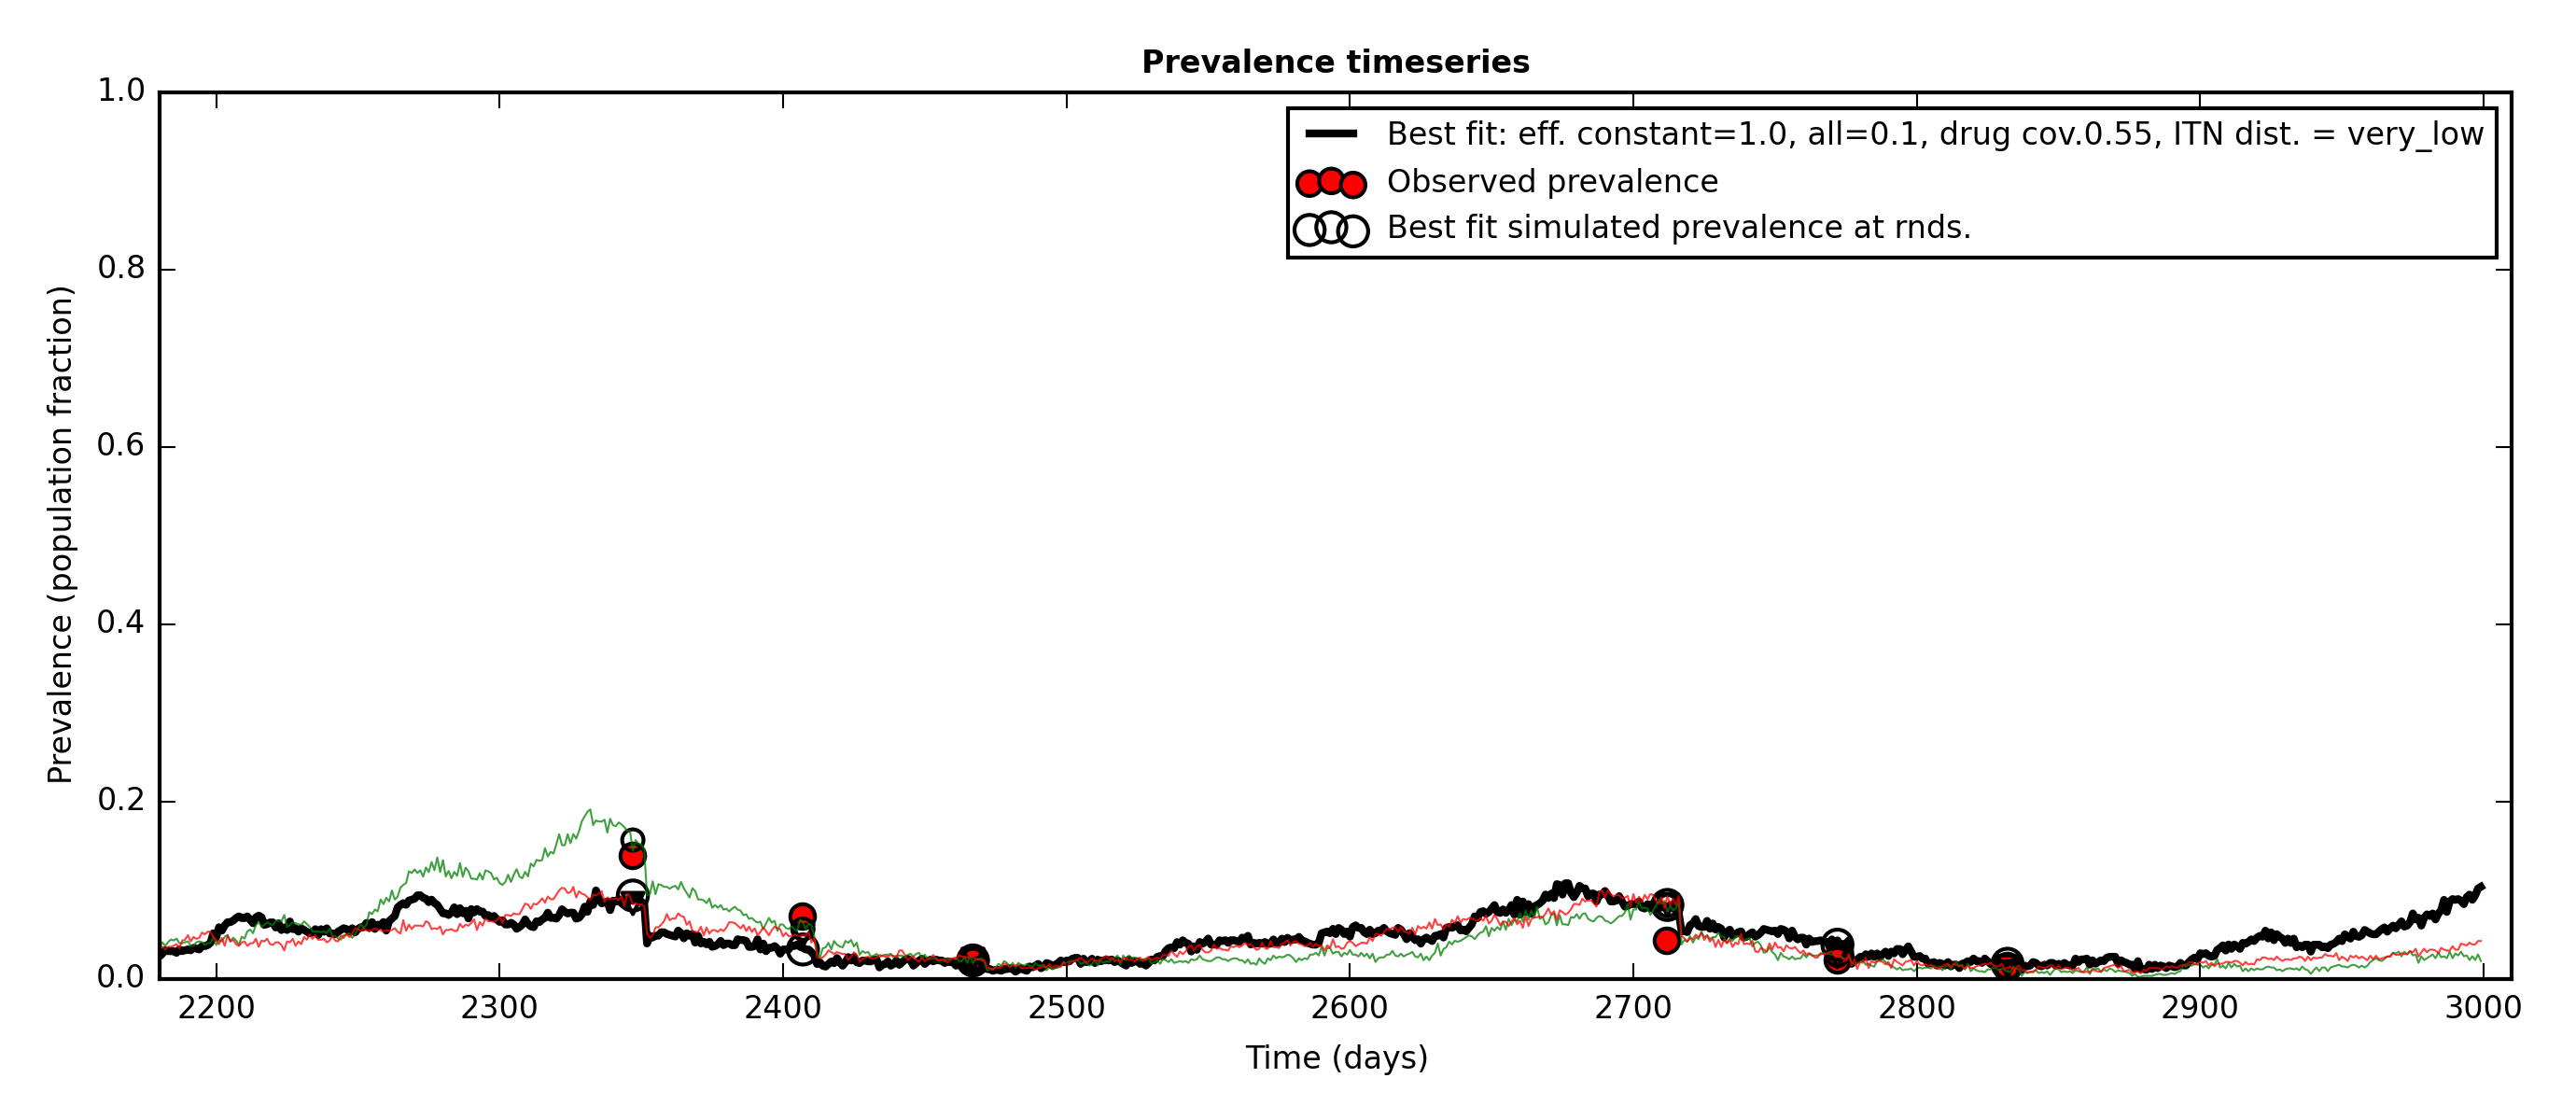 Prevalence timeseries
Best fit: eff. constant=1.0, all=0.1, drug cov.0.55, ITN dist. = very_low
Observed prevalence
Best fit simulated prevalence at rnds.
Prevalence (population fraction)
1.0
0.8
0.6
0.4
0.2
0.0
2200 2300 2400 2500 2600 2700 2800 2900 3000
Time (days)